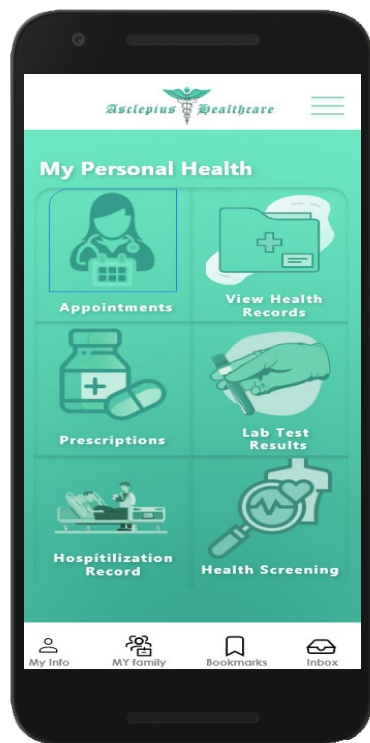 Asclepius Healthcare
My Personal Health
Appointments
View Health
Records
Prescriptions
Lab Test
Results
Hospitilization
Record
Health Screening
My Info
MY family
Bookmarks
Inbox